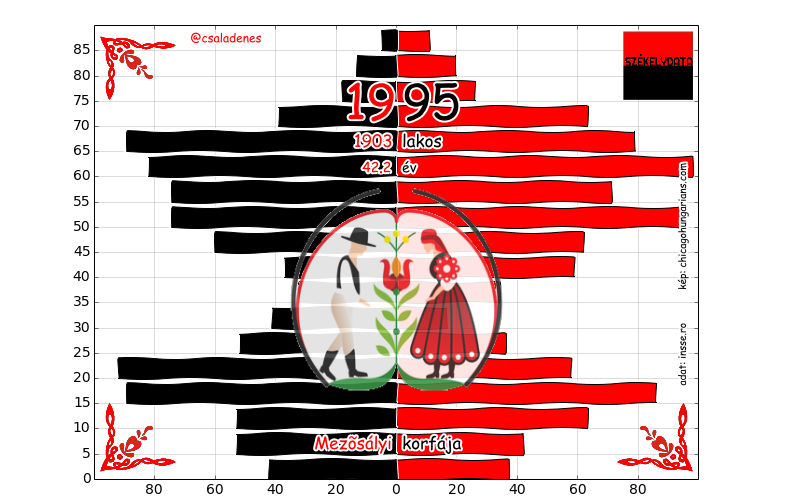 @csaladenes
SZÉKELYDATA
1995
1903 lakos
42.2 év
kép: chicagohungarians.com
adat: insse.ro
Mezősályi korfája
85
80
75
70
65
60
55
50
45
40
35
30
25
20
15
10
5
0
80 60 40 20 0 20 40 60 80